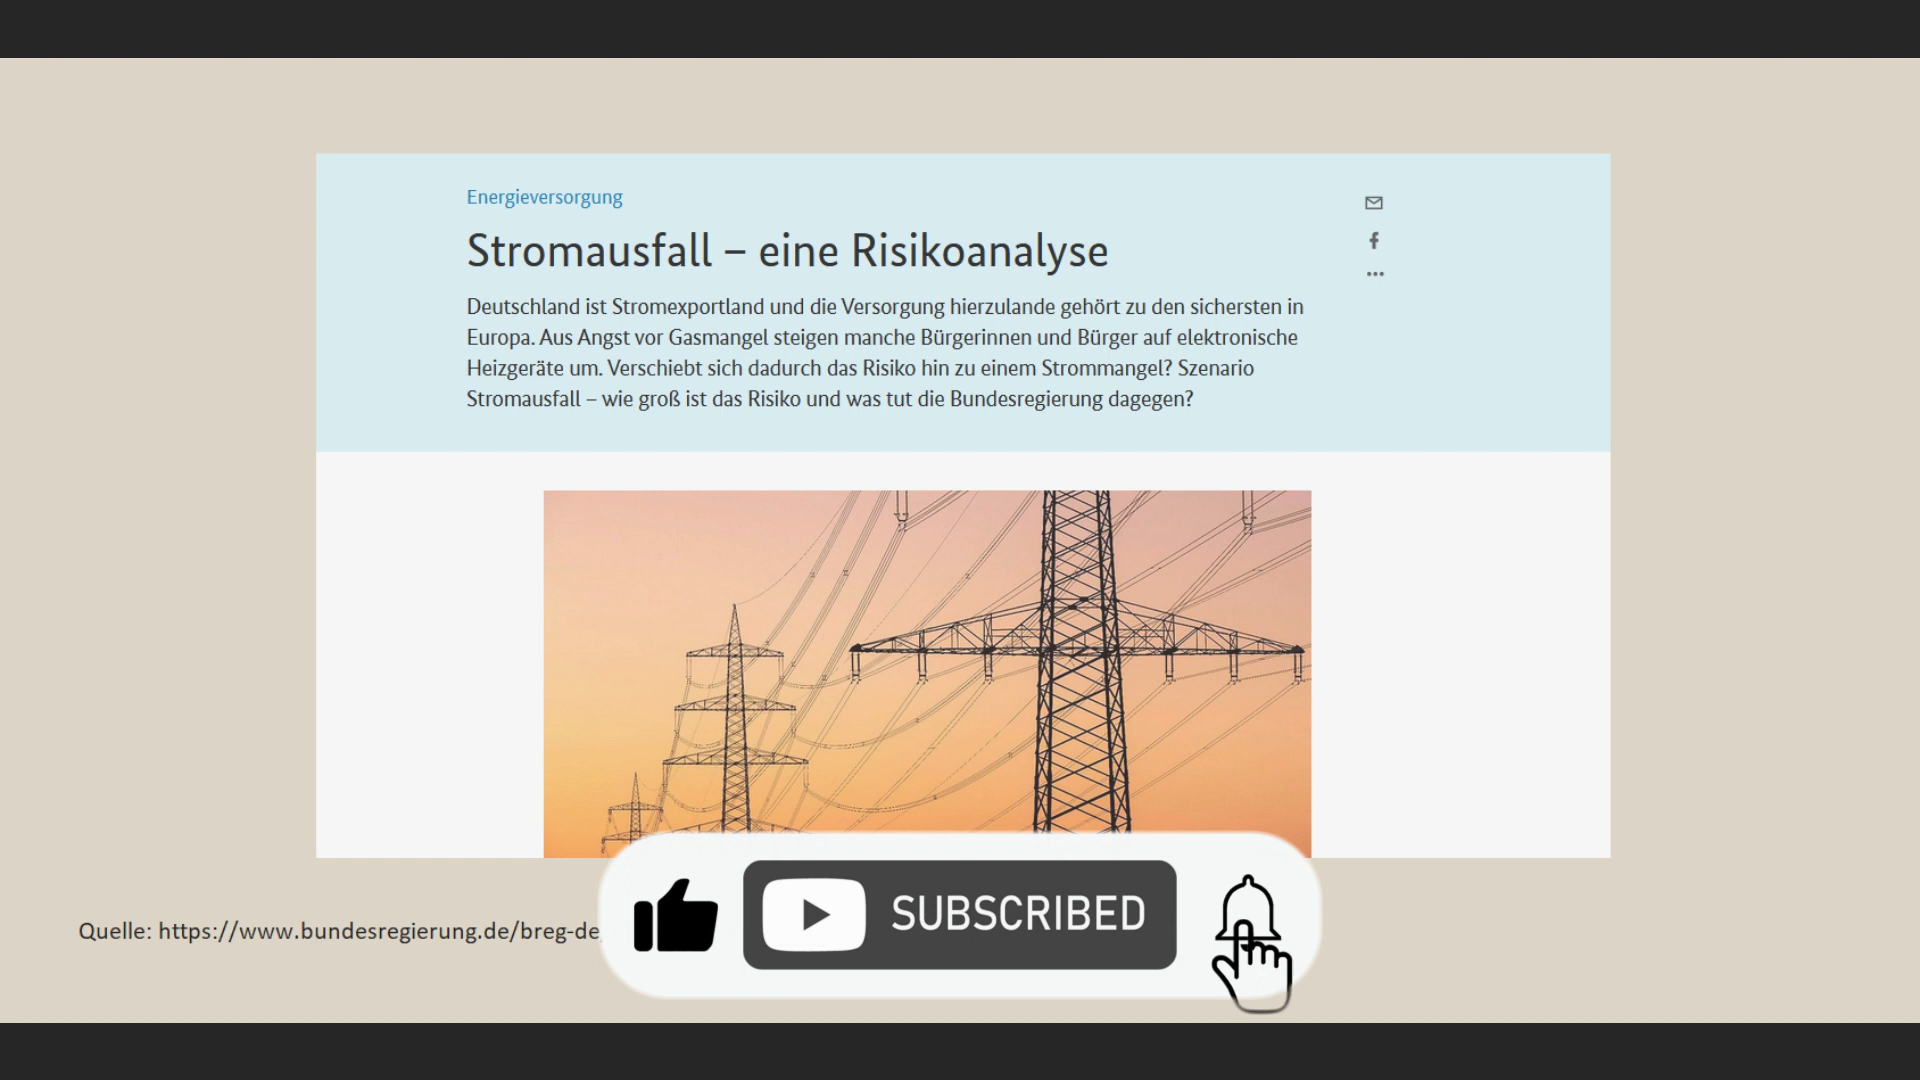 Energieversorgung
Stromausfall – eine Risikoanalyse
Deutschland ist Stromexportland und die Versorgung hierzulande gehört zu den sichersten in
Europa. Aus Angst vor Gasmangel steigen manche Bürgerinnen und Bürger auf elektronische
Heizgeräte um. Verschiebt sich dadurch das Risiko hin zu einem Strommangel? Szenario
Stromausfall – wie groß ist das Risiko und was tut die Bundesregierung dagegen?
Quelle: https://www.bundesregierung.de/breg-de/
SUBSCRIBED